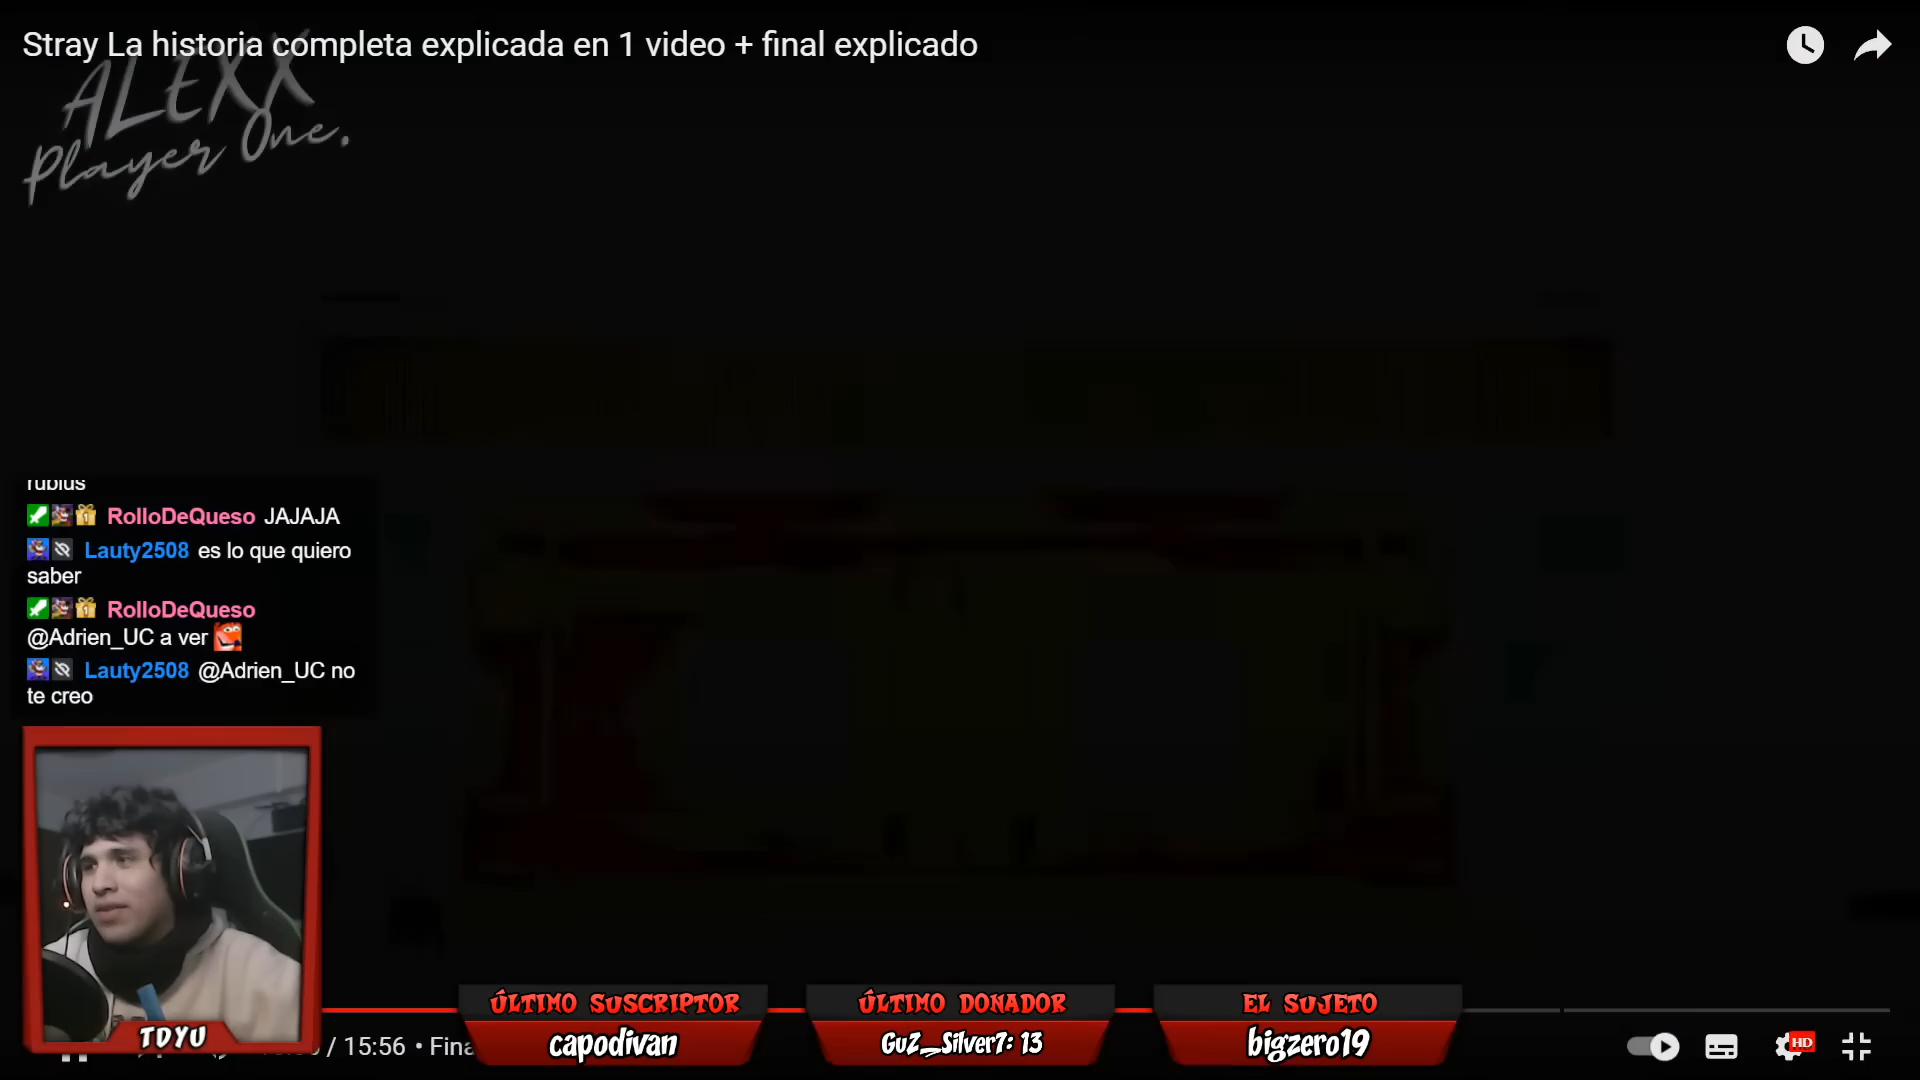 Stray La historia completa explicada en 1 video + final explicado
ALEXX
Player One.
rubius
RolloDeQueso JAJAJA
Lauty2508 es lo que quiero
saber
RolloDeQueso
@Adrien_UC a ver
Lauty2508 @Adrien_UC no
te creo
TDYU
/ 15:56 • Fina
ÚLTIMO SUSCRIPTOR
capodivan
ÚLTIMO DONADOR
GuZ_Silver7: 13
EL SUJETO
bigzero19
HD